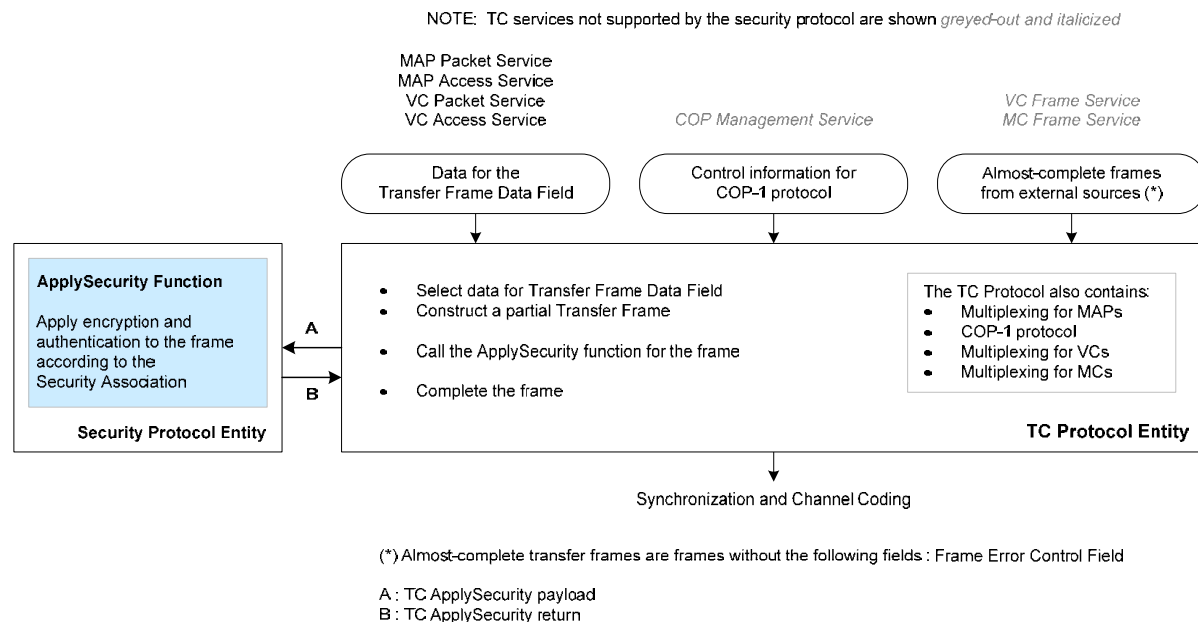 NOTE: TC services not supported by the security protocol are shown greyed-out and italicized
MAP Packet Service
MAP Access Service
VC Packet Service
VC Access Service
COP Management Service
VC Frame Service
MC Frame Service
Data for the
Transfer Frame Data Field
Control information for
COP-1 protocol
Almost-complete frames
from external sources (*)
ApplySecurity Function
Apply encryption and
authentication to the frame
according to the
Security Association
Security Protocol Entity
A
B
• Select data for Transfer Frame Data Field
• Construct a partial Transfer Frame
• Call the ApplySecurity function for the frame
• Complete the frame
The TC Protocol also contains:
• Multiplexing for MAPs
• COP-1 protocol
• Multiplexing for VCs
• Multiplexing for MCs
TC Protocol Entity
Synchronization and Channel Coding
(*) Almost-complete transfer frames are frames without the following fields : Frame Error Control Field
A : TC ApplySecurity payload
B : TC ApplySecurity return